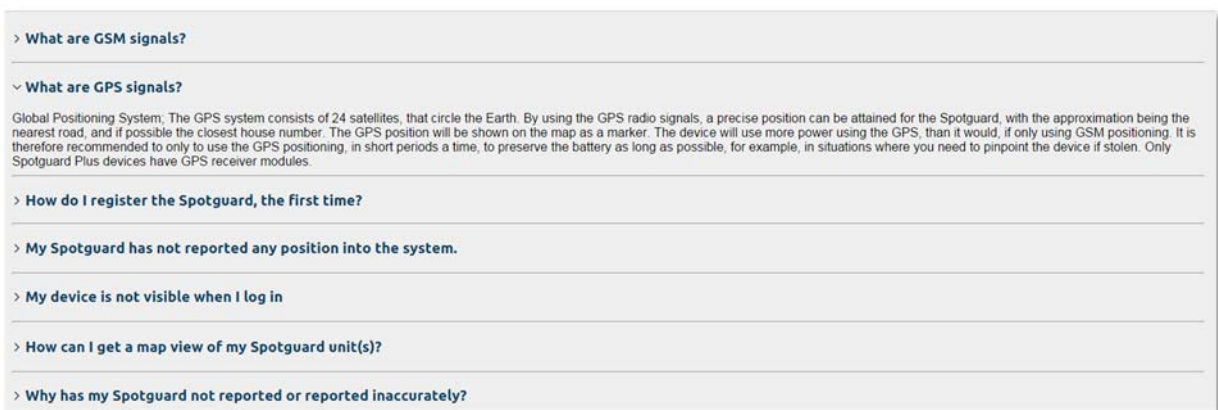 > What are GSM signals?
⌵ What are GPS signals?
Global Positioning System; The GPS system consists of 24 satellites, that circle the Earth. By using the GPS radio signals, a precise position can be attained for the Spotguard, with the approximation being the
nearest road, and if possible the closest house number. The GPS position will be shown on the map as a marker. The device will use more power using the GPS, than it would, if only using GSM positioning. It is
therefore recommended to only to use the GPS positioning, in short periods a time, to preserve the battery as long as possible, for example, in situations where you need to pinpoint the device if stolen. Only
Spotguard Plus devices have GPS receiver modules.
> How do I register the Spotguard, the first time?
> My Spotguard has not reported any position into the system.
> My device is not visible when I log in
> How can I get a map view of my Spotguard unit(s)?
> Why has my Spotguard not reported or reported inaccurately?